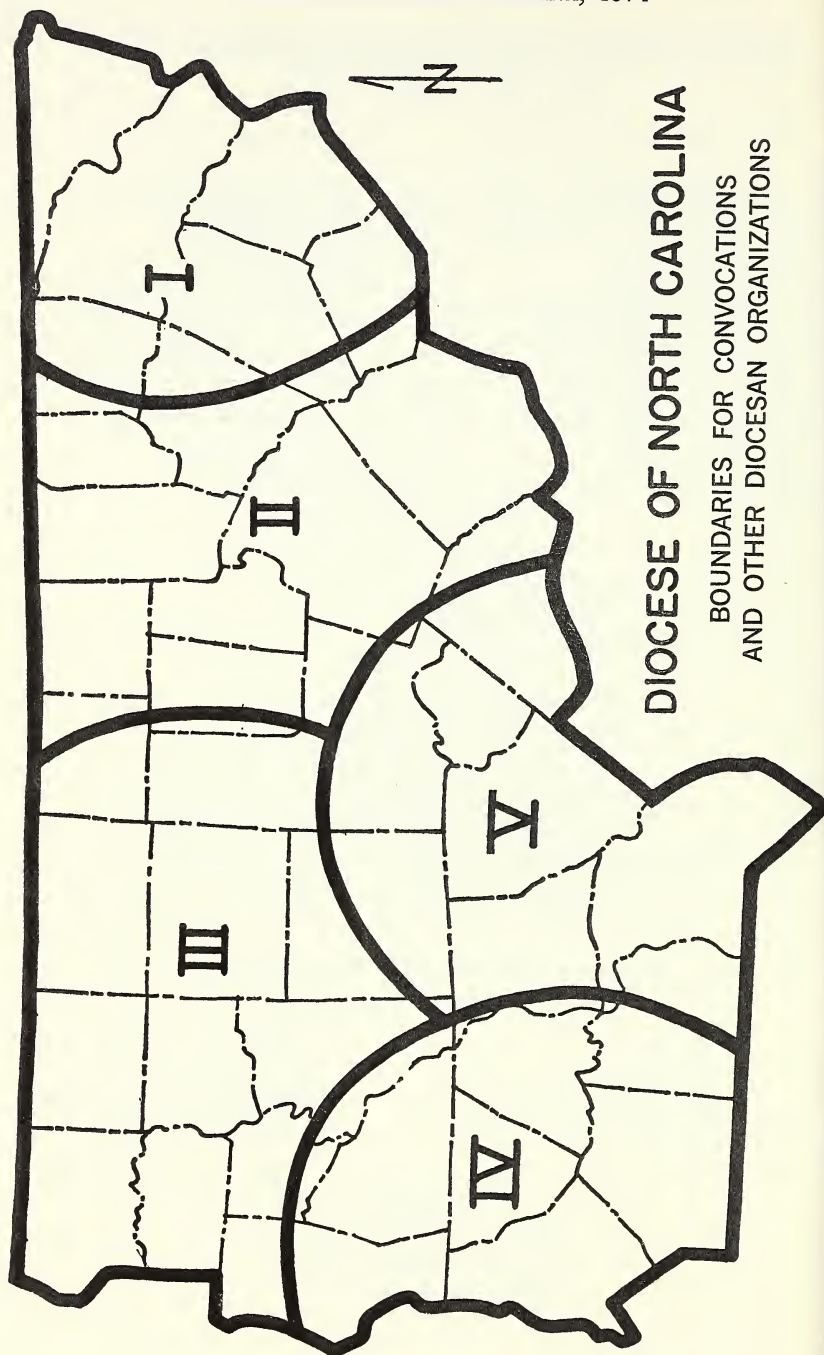 DIOCESE OF NORTH CAROLINA
BOUNDARIES FOR CONVOCATIONS
AND OTHER DIOCESAN ORGANIZATIONS
N
I
II
III
IV
V